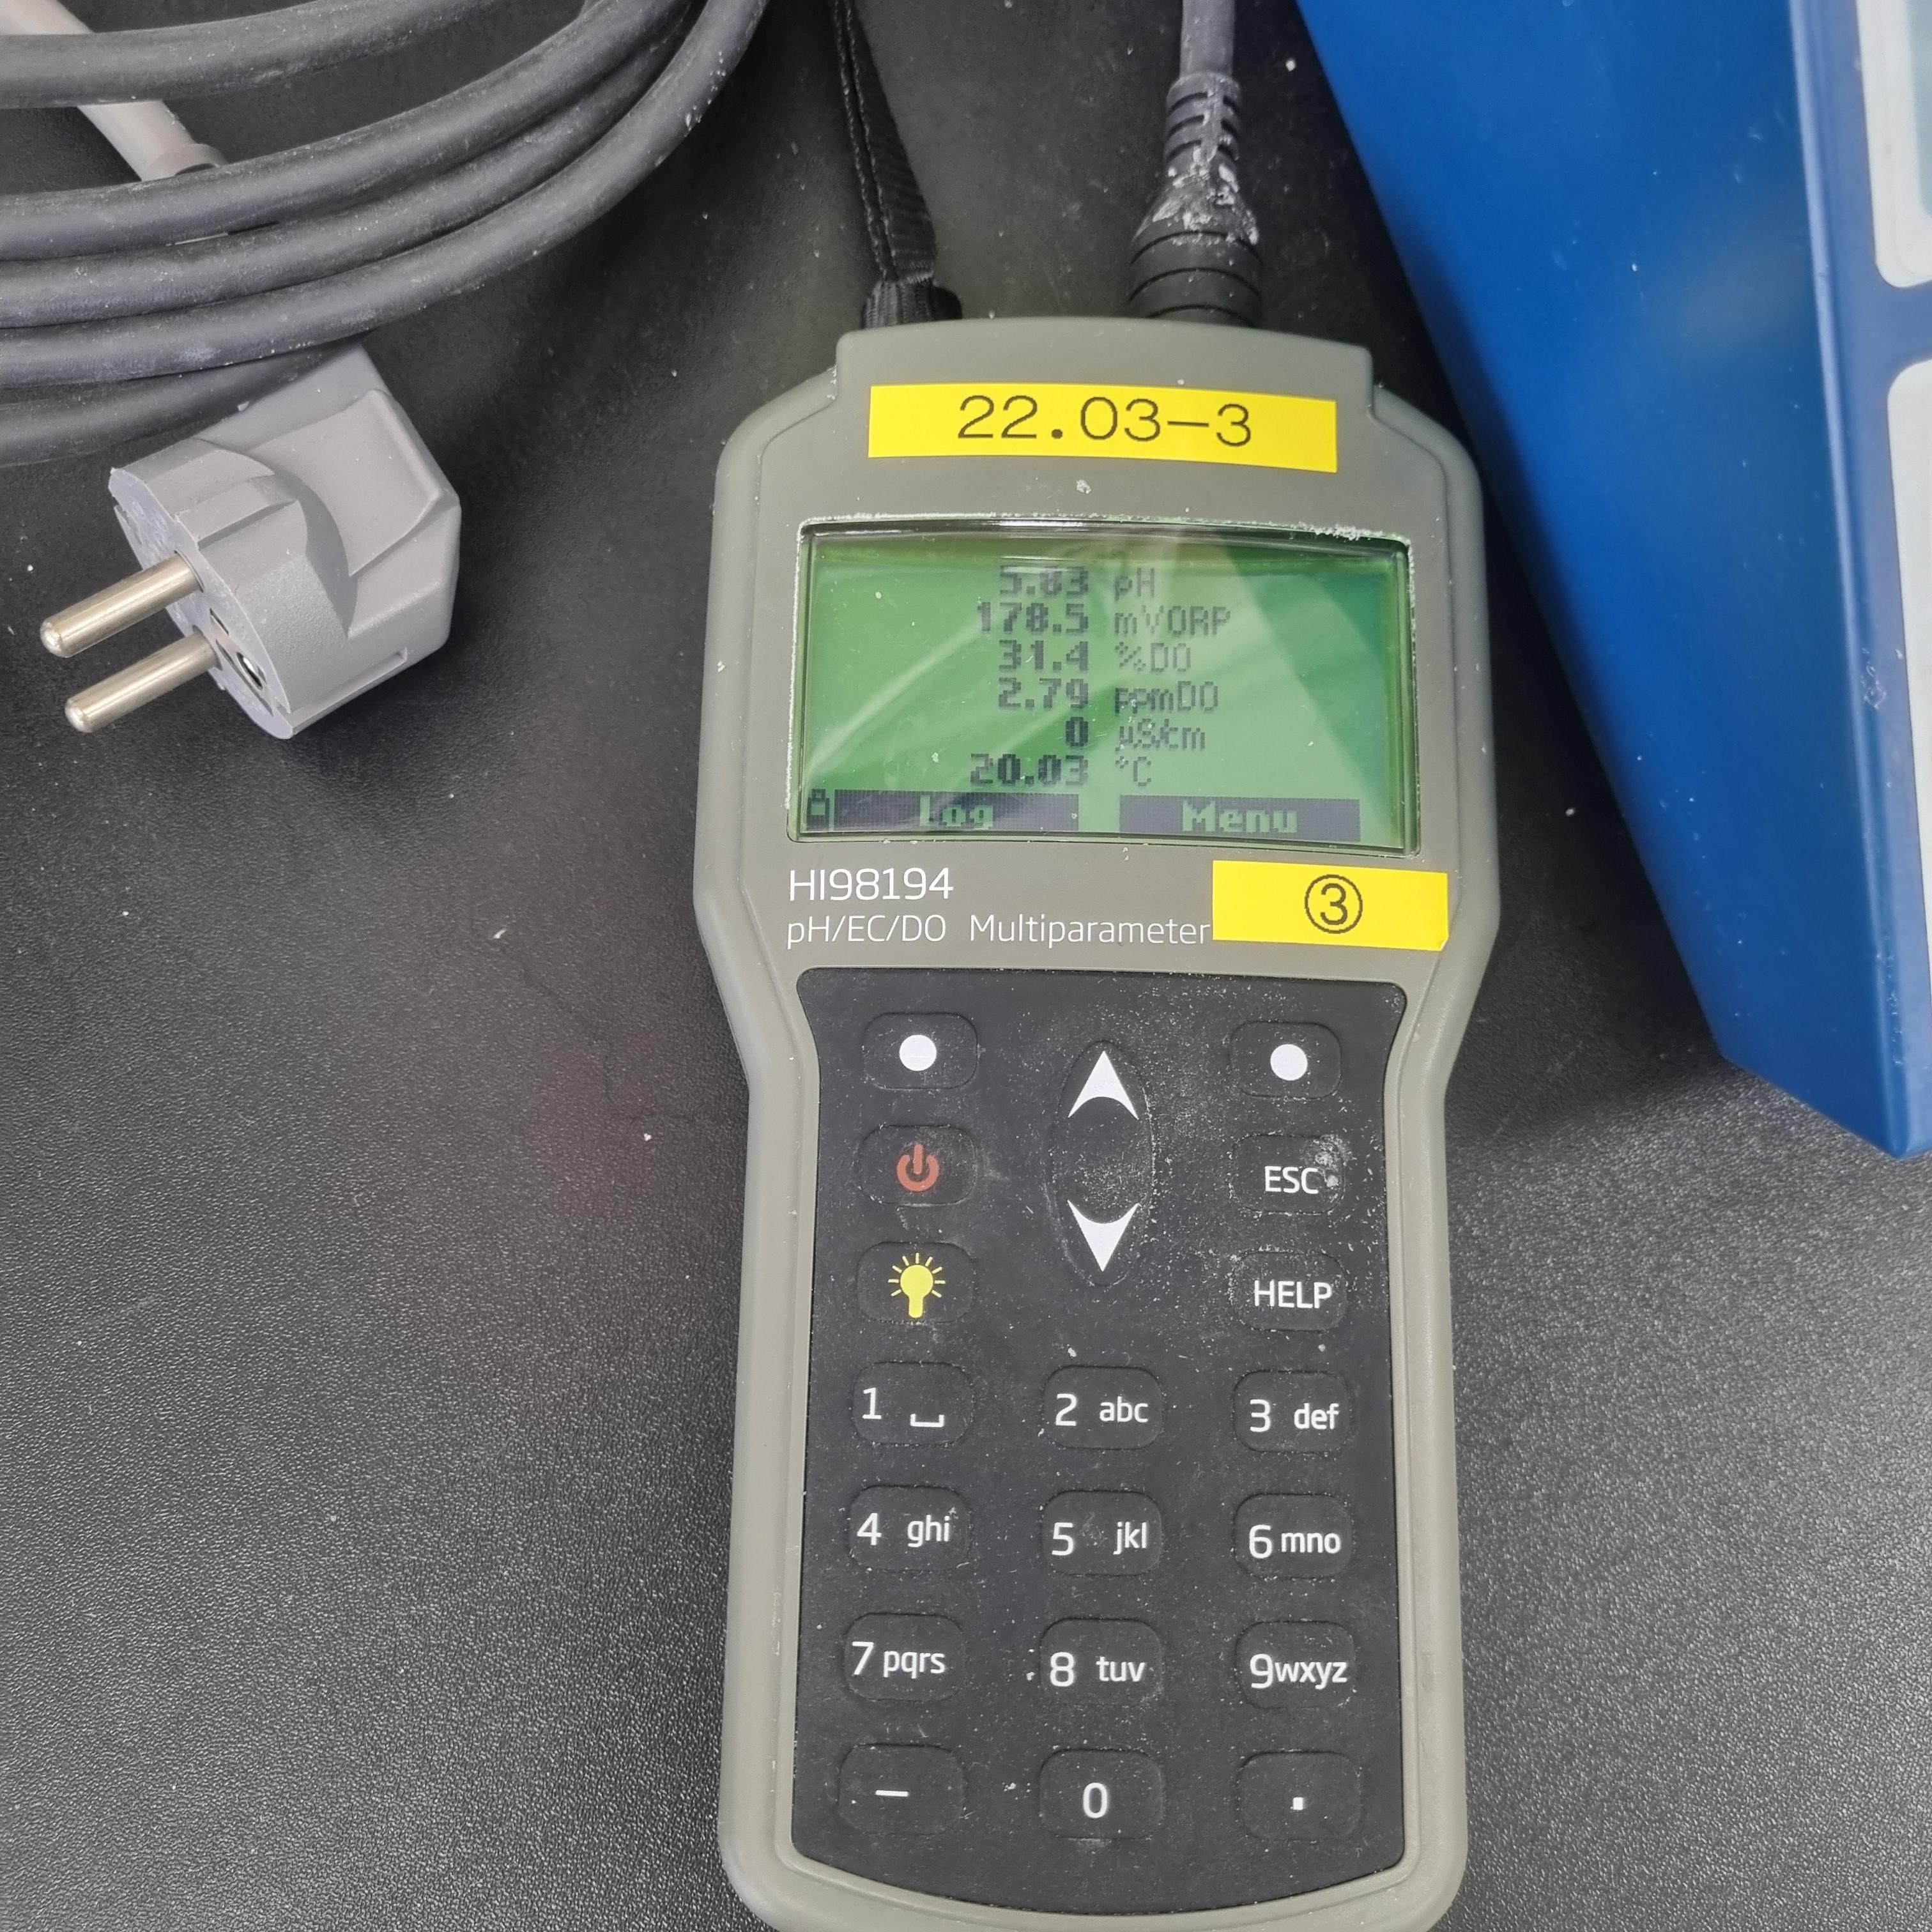 22.03-3
5.83 pH
178.5 mVORP
31.4 %DO
2.79 ppmDO
0 µS/cm
20.03 °C
Log Menu
HI98194
③
pH/EC/DO Multiparameter
ESC
HELP
1 2 abc 3 def
4 ghi 5 jkl 6 mno
7 pqrs 8 tuv 9wxyz
- 0 .